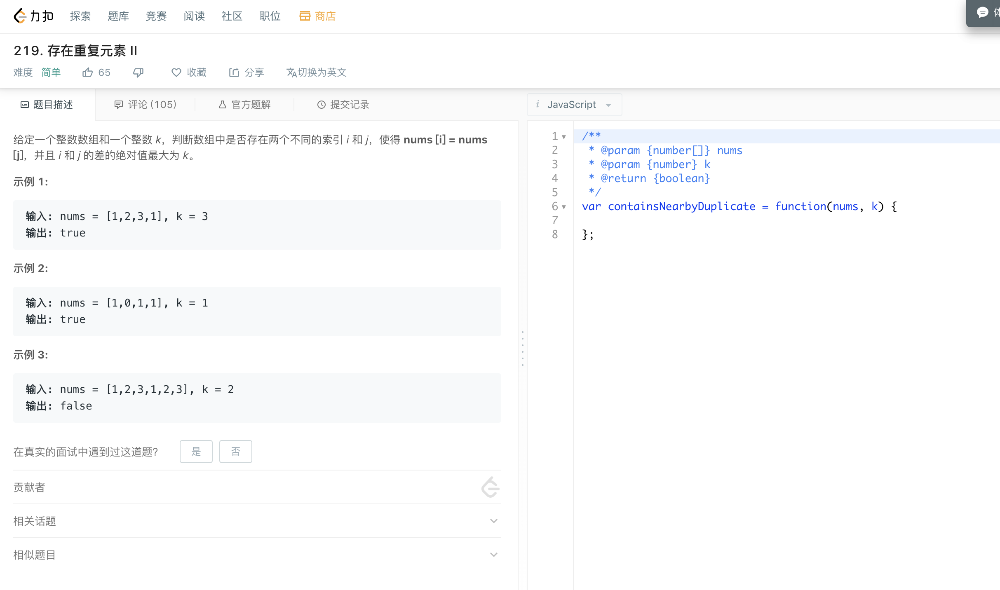 力扣 探索 题库 竞赛 阅读 社区 职位 商店
219. 存在重复元素 II
难度 简单 65 收藏 分享 切换为英文
题目描述 评论 (105) 官方题解 提交记录
给定一个整数数组和一个整数 k，判断数组中是否存在两个不同的索引 i 和 j，使得 nums [i] = nums
[j]，并且 i 和 j 的差的绝对值最大为 k。
示例 1:
输入: nums = [1,2,3,1], k = 3
输出: true
示例 2:
输入: nums = [1,0,1,1], k = 1
输出: true
示例 3:
输入: nums = [1,2,3,1,2,3], k = 2
输出: false
在真实的面试中遇到过这道题? 是 否
贡献者
相关话题
相似题目
i JavaScript
1 /**
2  * @param {number[]} nums
3  * @param {number} k
4  * @return {boolean}
5  */
6 var containsNearbyDuplicate = function(nums, k) {
7
8 };